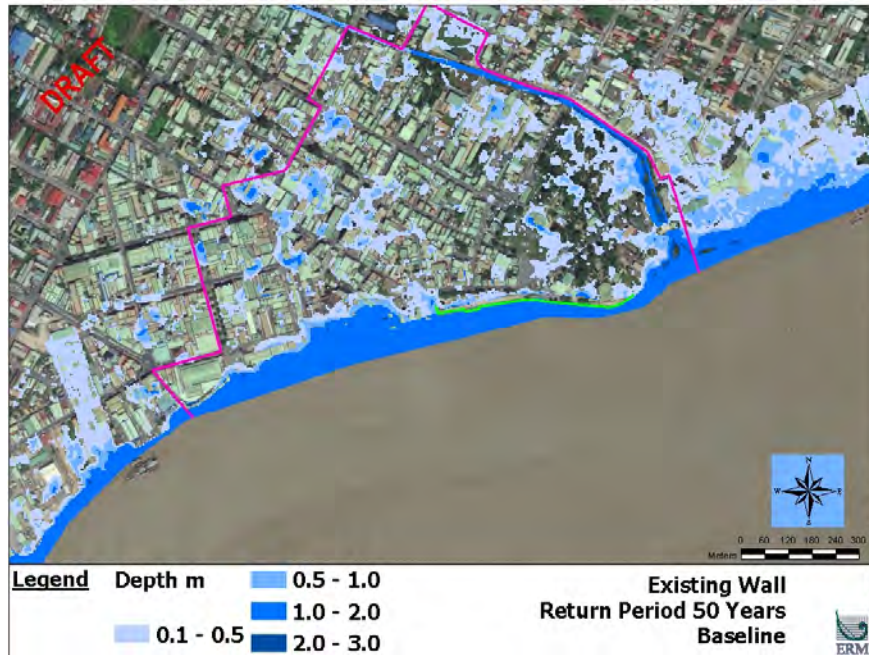 DRAFT
N
W E
S
0 60 120 180 240 300
Meters
Legend Depth m
0.1 - 0.5
0.5 - 1.0
1.0 - 2.0
2.0 - 3.0
Existing Wall
Return Period 50 Years
Baseline
ERM